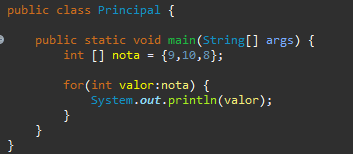 public class Principal {
public static void main(String[] args) {
int [] nota = {9,10,8};
for(int valor:nota) {
System.out.println(valor);
}
}
}